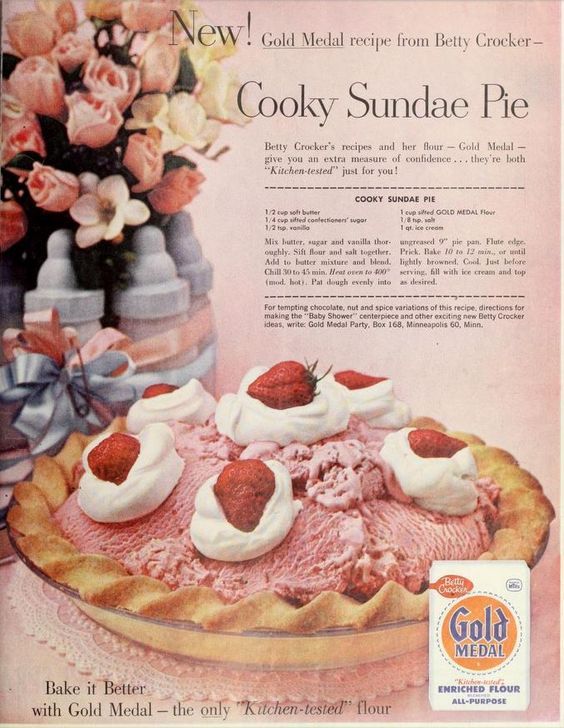 New! Gold Medal recipe from Betty Crocker—
Cooky Sundae Pie
Betty Crocker's recipes and her flour — Gold Medal —
give you an extra measure of confidence . . . they're both
"Kitchen-tested" just for you!
COOKY SUNDAE PIE
1/2 cup soft butter
1/4 cup sifted confectioners' sugar
1/2 tsp. vanilla
1 cup sifted GOLD MEDAL Flour
1/8 tsp. salt
1 qt. ice cream
Mix butter, sugar and vanilla thor-
oughly. Sift flour and salt together.
Add to butter mixture and blend.
Chill 30 to 45 min. Heat oven to 400°
(mod. hot). Pat dough evenly into
ungreased 9" pie pan. Flute edge.
Prick. Bake 10 to 12 min., or until
lightly browned. Cool. Just before
serving, fill with ice cream and top
as desired.
For tempting chocolate, nut and spice variations of this recipe, directions for
making the "Baby Shower" centerpiece and other exciting new Betty Crocker
ideas, write: Gold Medal Party, Box 168, Minneapolis 60, Minn.
Betty
Crocker
Gold
MEDAL
"Kitchen-tested"
ENRICHED FLOUR
BLEACHED
ALL-PURPOSE
Bake it Better
with Gold Medal — the only "Kitchen-tested" flour